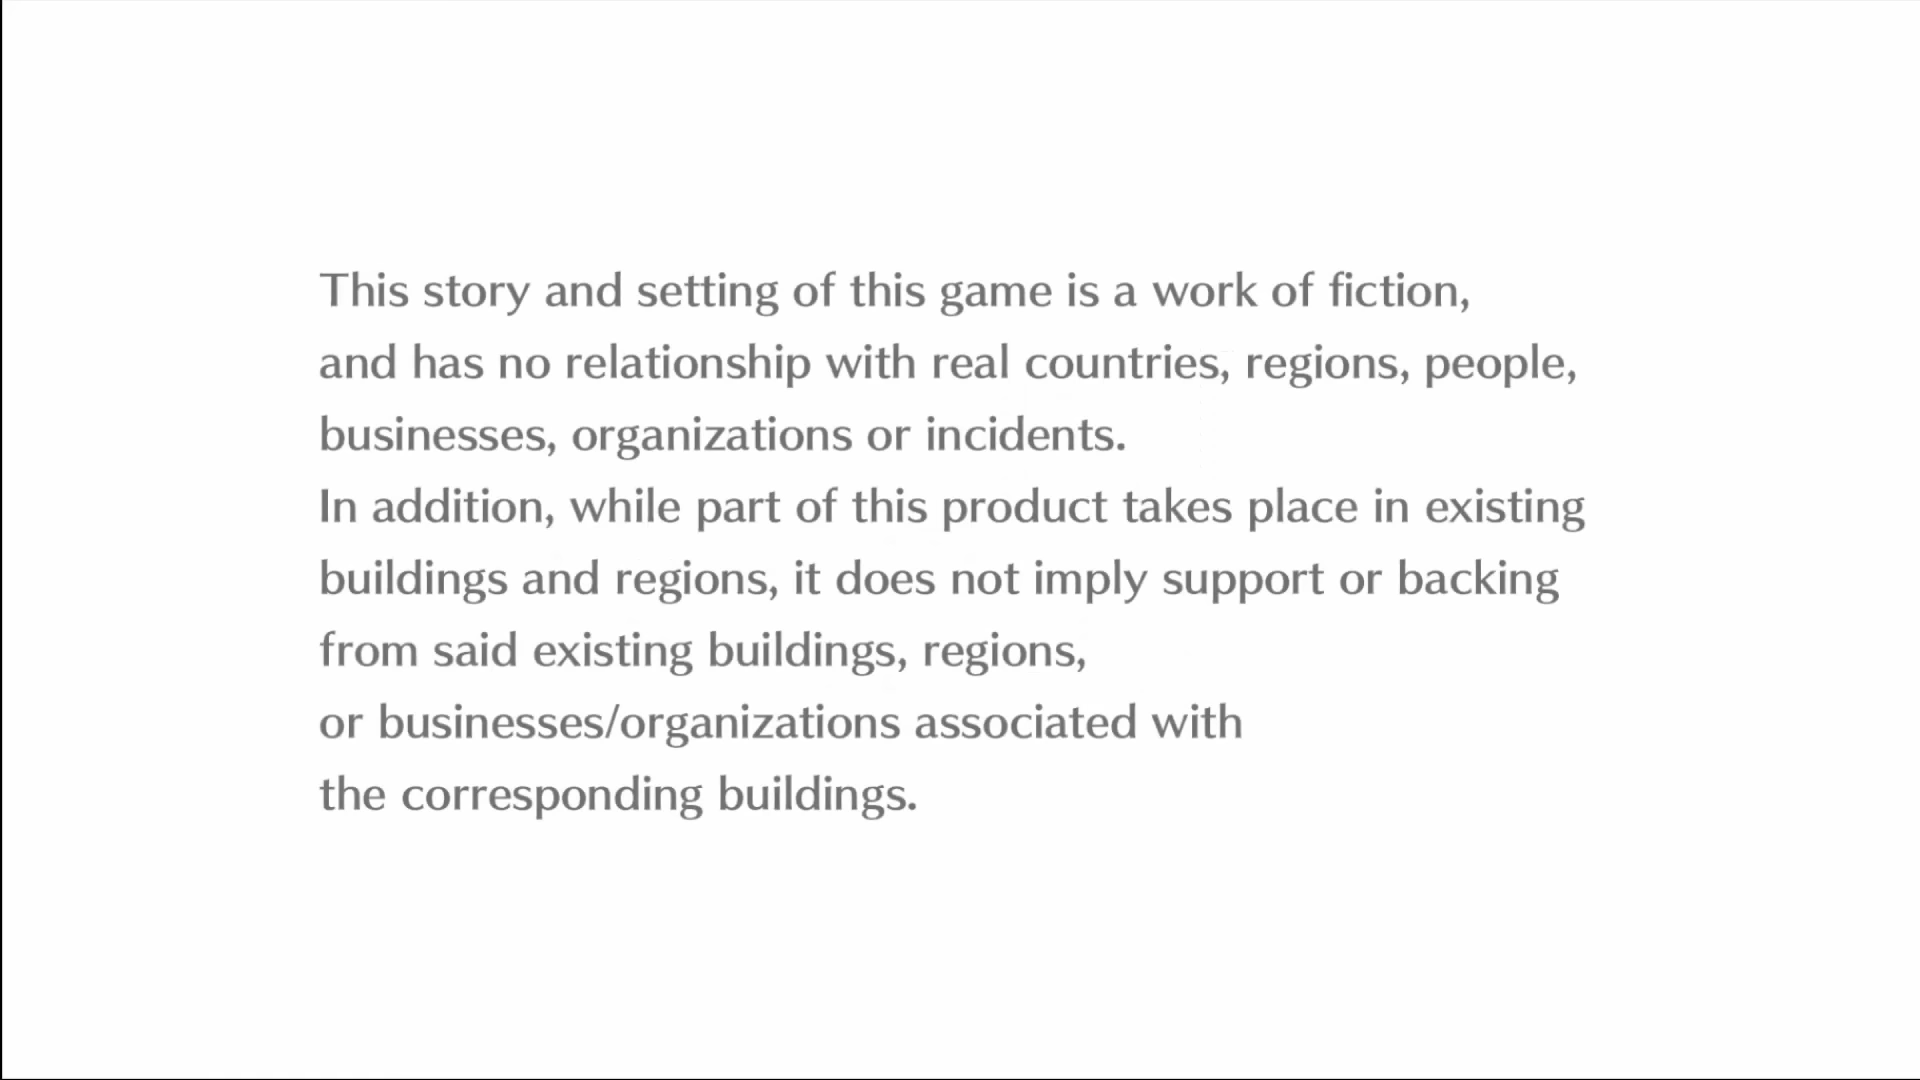 This story and setting of this game is a work of fiction,
and has no relationship with real countries, regions, people,
businesses, organizations or incidents.
In addition, while part of this product takes place in existing
buildings and regions, it does not imply support or backing
from said existing buildings, regions,
or businesses/organizations associated with
the corresponding buildings.